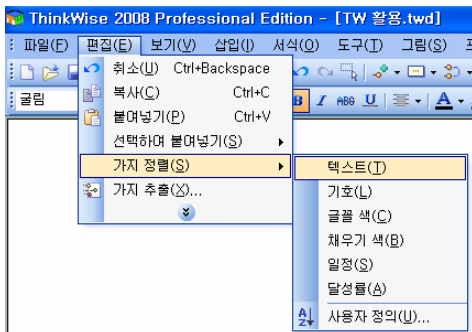 ThinkWise 2008 Professional Edition - [TW 활용.twd]
파일(F) 편집(E) 보기(V) 삽입(I) 서식(O) 도구(T) 그림(S)
취소(U) Ctrl+Backspace
굴림 복사(C) Ctrl+C B I ABG U A
붙여넣기(P) Ctrl+V
선택하여 붙여넣기(S)
가지 정렬(S) 텍스트(T)
가지 추출(X)... 기호(L)
글꼴 색(C)
채우기 색(B)
일정(S)
달성률(A)
사용자 정의(U)...